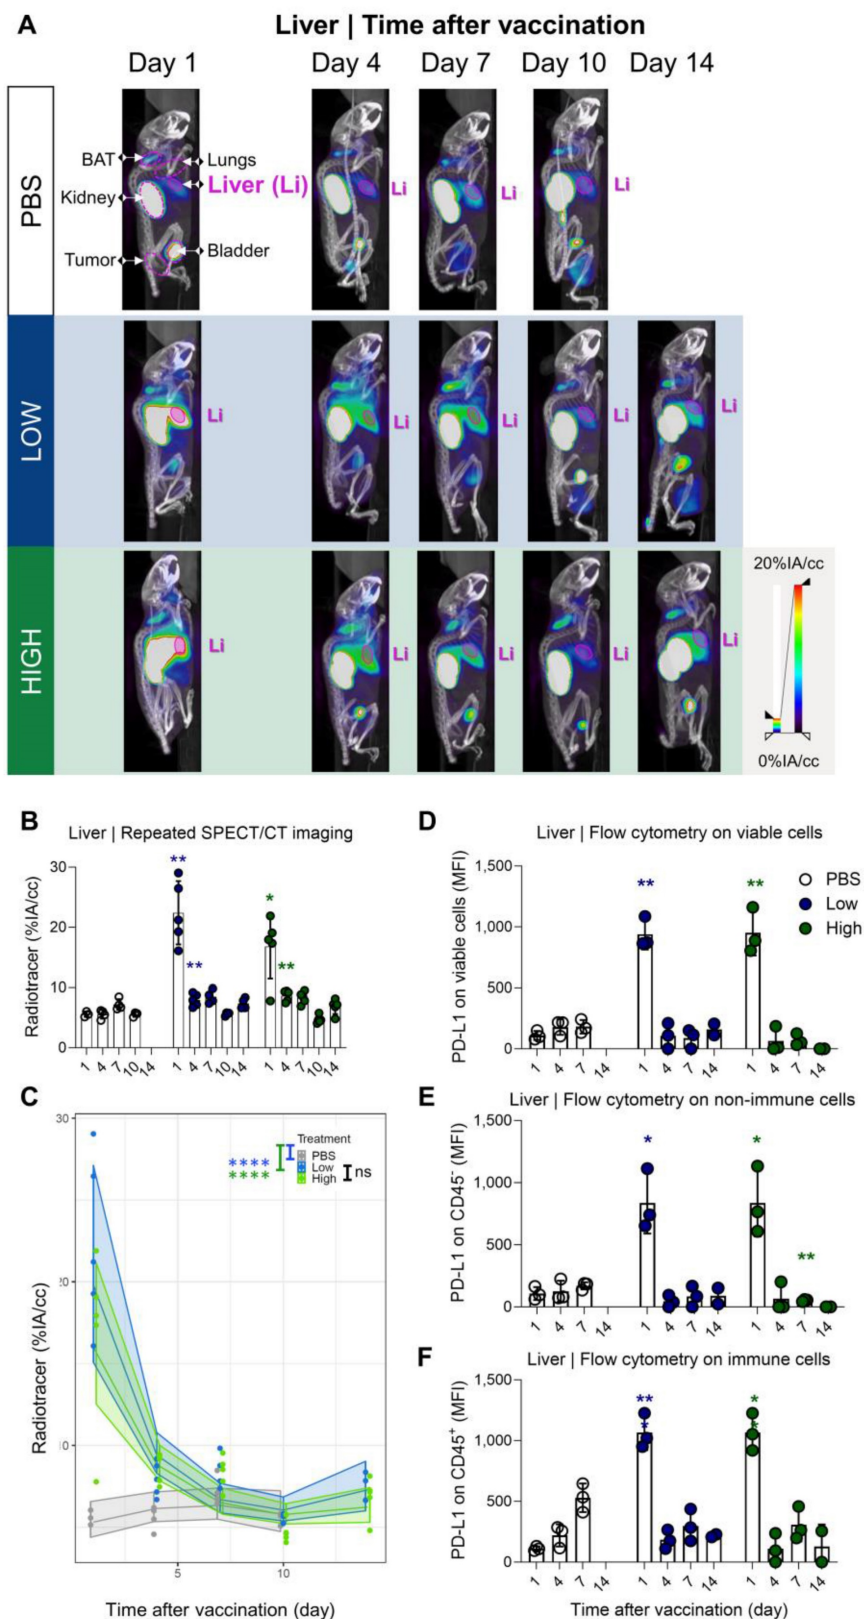 A
Liver | Time after vaccination
Day 1 Day 4 Day 7 Day 10 Day 14
PBS
BAT
Lungs
Liver (Li)
Kidney
Tumor
Bladder
Li Li Li
LOW
Li Li Li Li Li
HIGH
Li Li Li Li Li
20%IA/cc
0%IA/cc
B
Liver | Repeated SPECT/CT imaging
Radiotracer (%IA/cc)
30
20
10
0
** ** * **
1 4 7 10 14 1 4 7 10 14 1 4 7 10 14
C
Radiotracer (%IA/cc)
30
20
10
Treatment
PBS
Low
High
****
****
ns
5 10
Time after vaccination (day)
D
Liver | Flow cytometry on viable cells
PD-L1 on viable cells (MFI)
1,500
1,000
500
0
** **
PBS
Low
High
1 4 7 14 1 4 7 14 1 4 7 14
E
Liver | Flow cytometry on non-immune cells
PD-L1 on CD45⁻ (MFI)
1,500
1,000
500
0
* * **
1 4 7 14 1 4 7 14 1 4 7 14
F
Liver | Flow cytometry on immune cells
PD-L1 on CD45⁺ (MFI)
1,500
1,000
500
0
** *
* *
1 4 7 14 1 4 7 14 1 4 7 14
Time after vaccination (day)